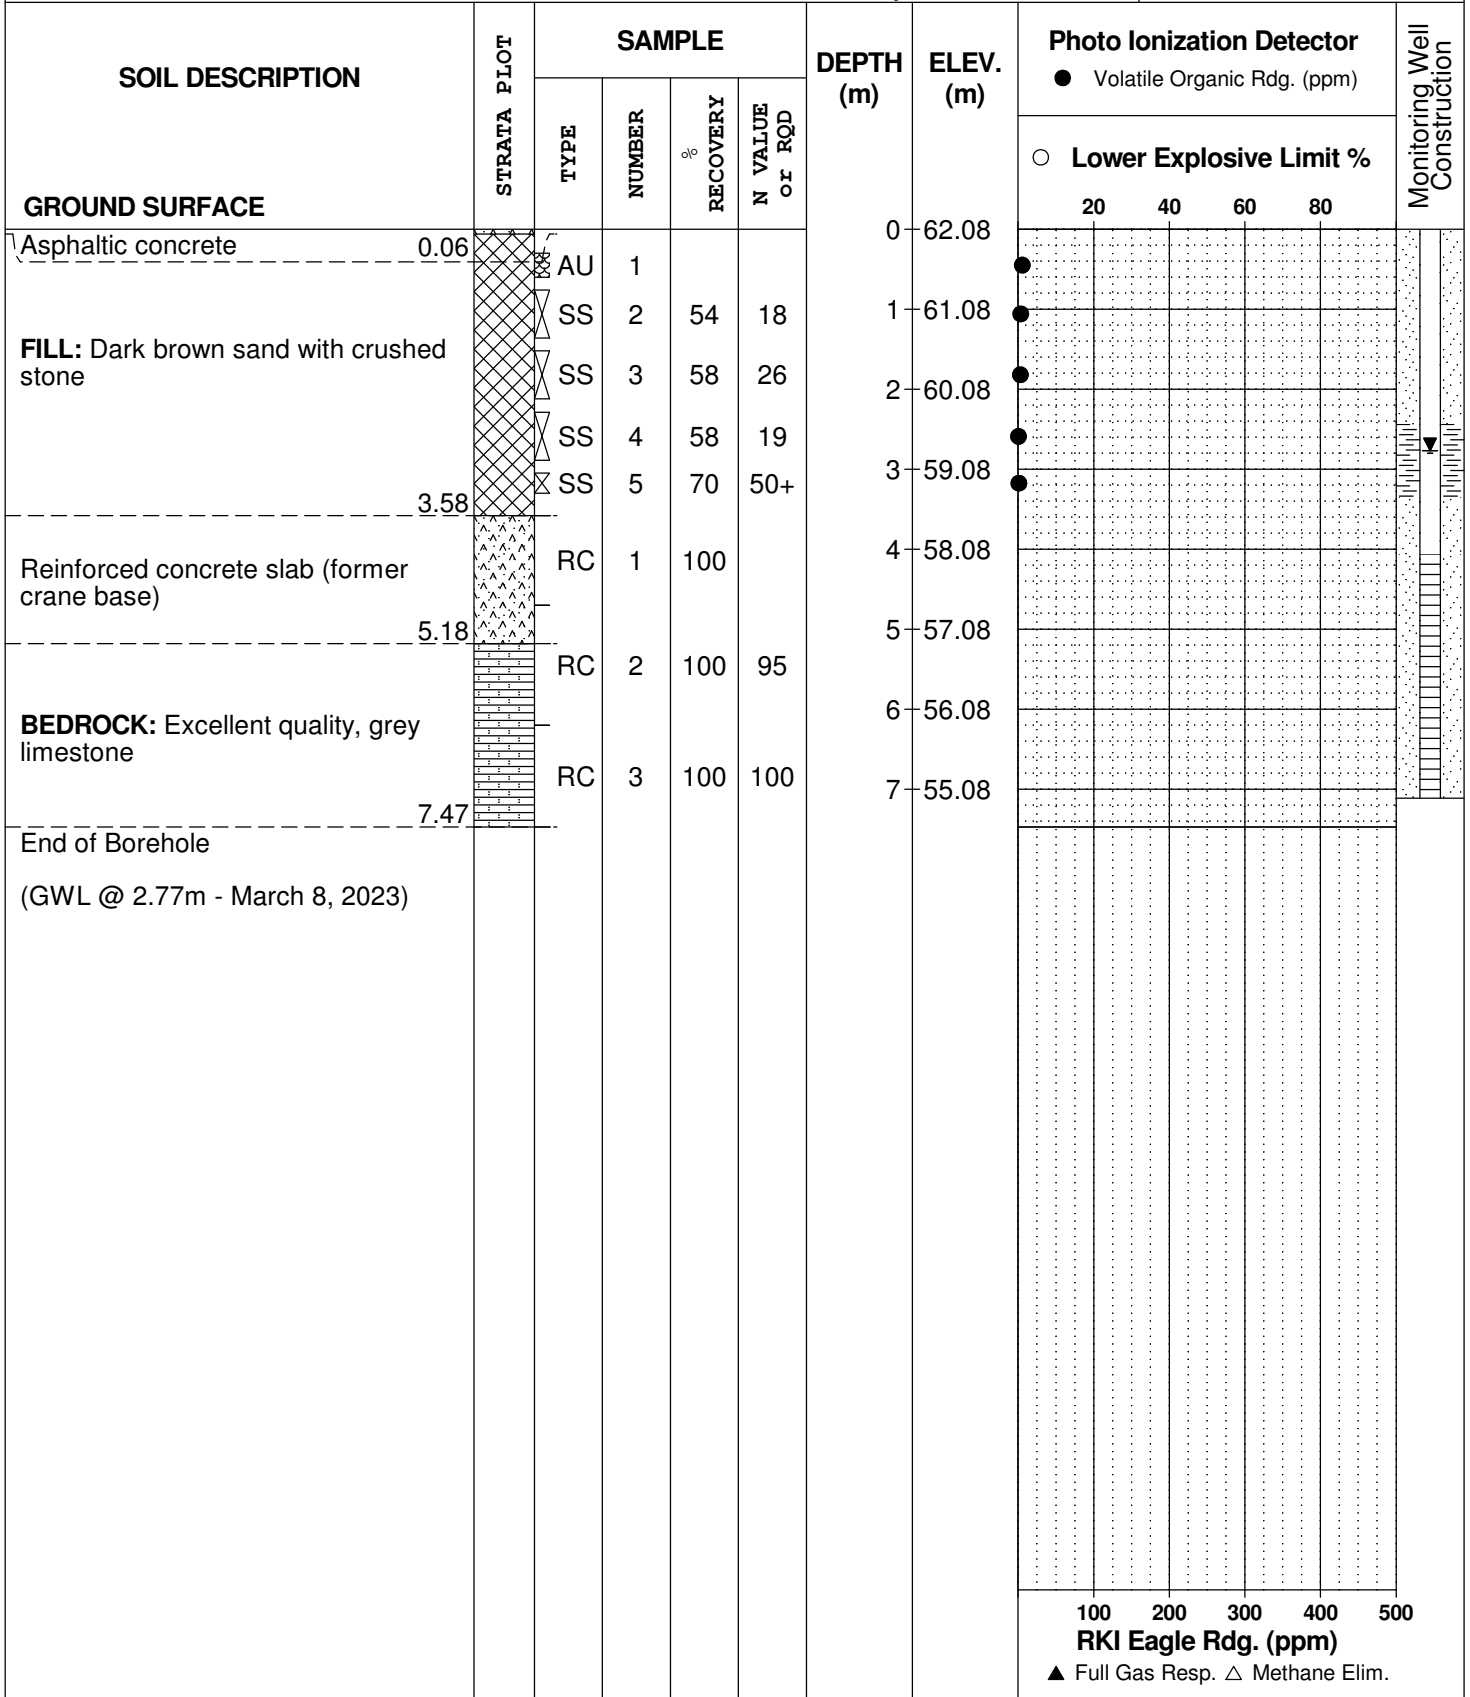 SOIL DESCRIPTION
GROUND SURFACE
STRATA PLOT
SAMPLE
TYPE
NUMBER
%
RECOVERY
N VALUE
or RQD
DEPTH
(m)
ELEV.
(m)
Photo Ionization Detector
● Volatile Organic Rdg. (ppm)
○ Lower Explosive Limit %
20 40 60 80
Monitoring Well
Construction
0 62.08
Asphaltic concrete 0.06
AU 1
SS 2 54 18
1 61.08
FILL: Dark brown sand with crushed
stone
SS 3 58 26
2 60.08
SS 4 58 19
3 59.08
SS 5 70 50+
3.58
4 58.08
Reinforced concrete slab (former
crane base)
RC 1 100
5.18
5 57.08
RC 2 100 95
6 56.08
BEDROCK: Excellent quality, grey
limestone
RC 3 100 100
7 55.08
7.47
End of Borehole
(GWL @ 2.77m - March 8, 2023)
100 200 300 400 500
RKI Eagle Rdg. (ppm)
▲ Full Gas Resp. △ Methane Elim.